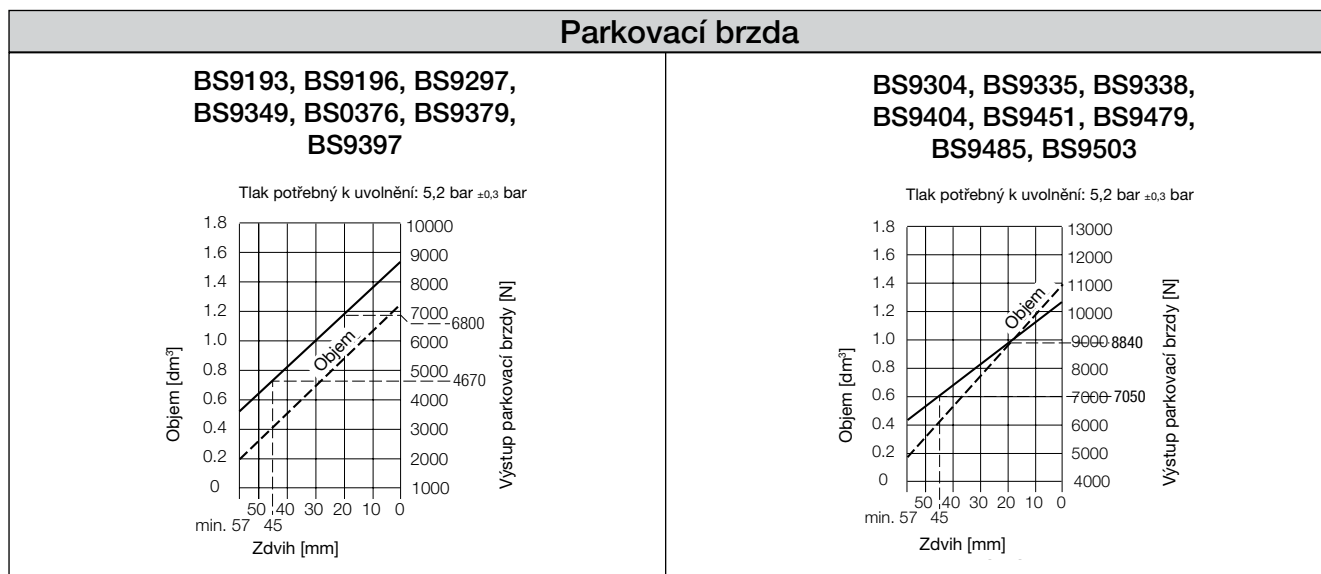 Parkovací brzda
BS9193, BS9196, BS9297,
BS9349, BS0376, BS9379,
BS9397
Tlak potřebný k uvolnění: 5,2 bar ±0,3 bar
1.8
1.6
1.4
1.2
1.0
0.8
0.6
0.4
0.2
0
Objem [dm³]
Objem
10000
9000
8000
7000
6800
6000
5000
4670
4000
3000
2000
1000
Výstup parkovací brzdy [N]
50 40 30 20 10 0
min. 57 45
Zdvih [mm]
BS9304, BS9335, BS9338,
BS9404, BS9451, BS9479,
BS9485, BS9503
Tlak potřebný k uvolnění: 5,2 bar ±0,3 bar
1.8
1.6
1.4
1.2
1.0
0.8
0.6
0.4
0.2
0
Objem [dm³]
Objem
13000
12000
11000
10000
9000 8840
8000
7000 7050
6000
5000
4000
Výstup parkovací brzdy [N]
50 40 30 20 10 0
min. 57 45
Zdvih [mm]